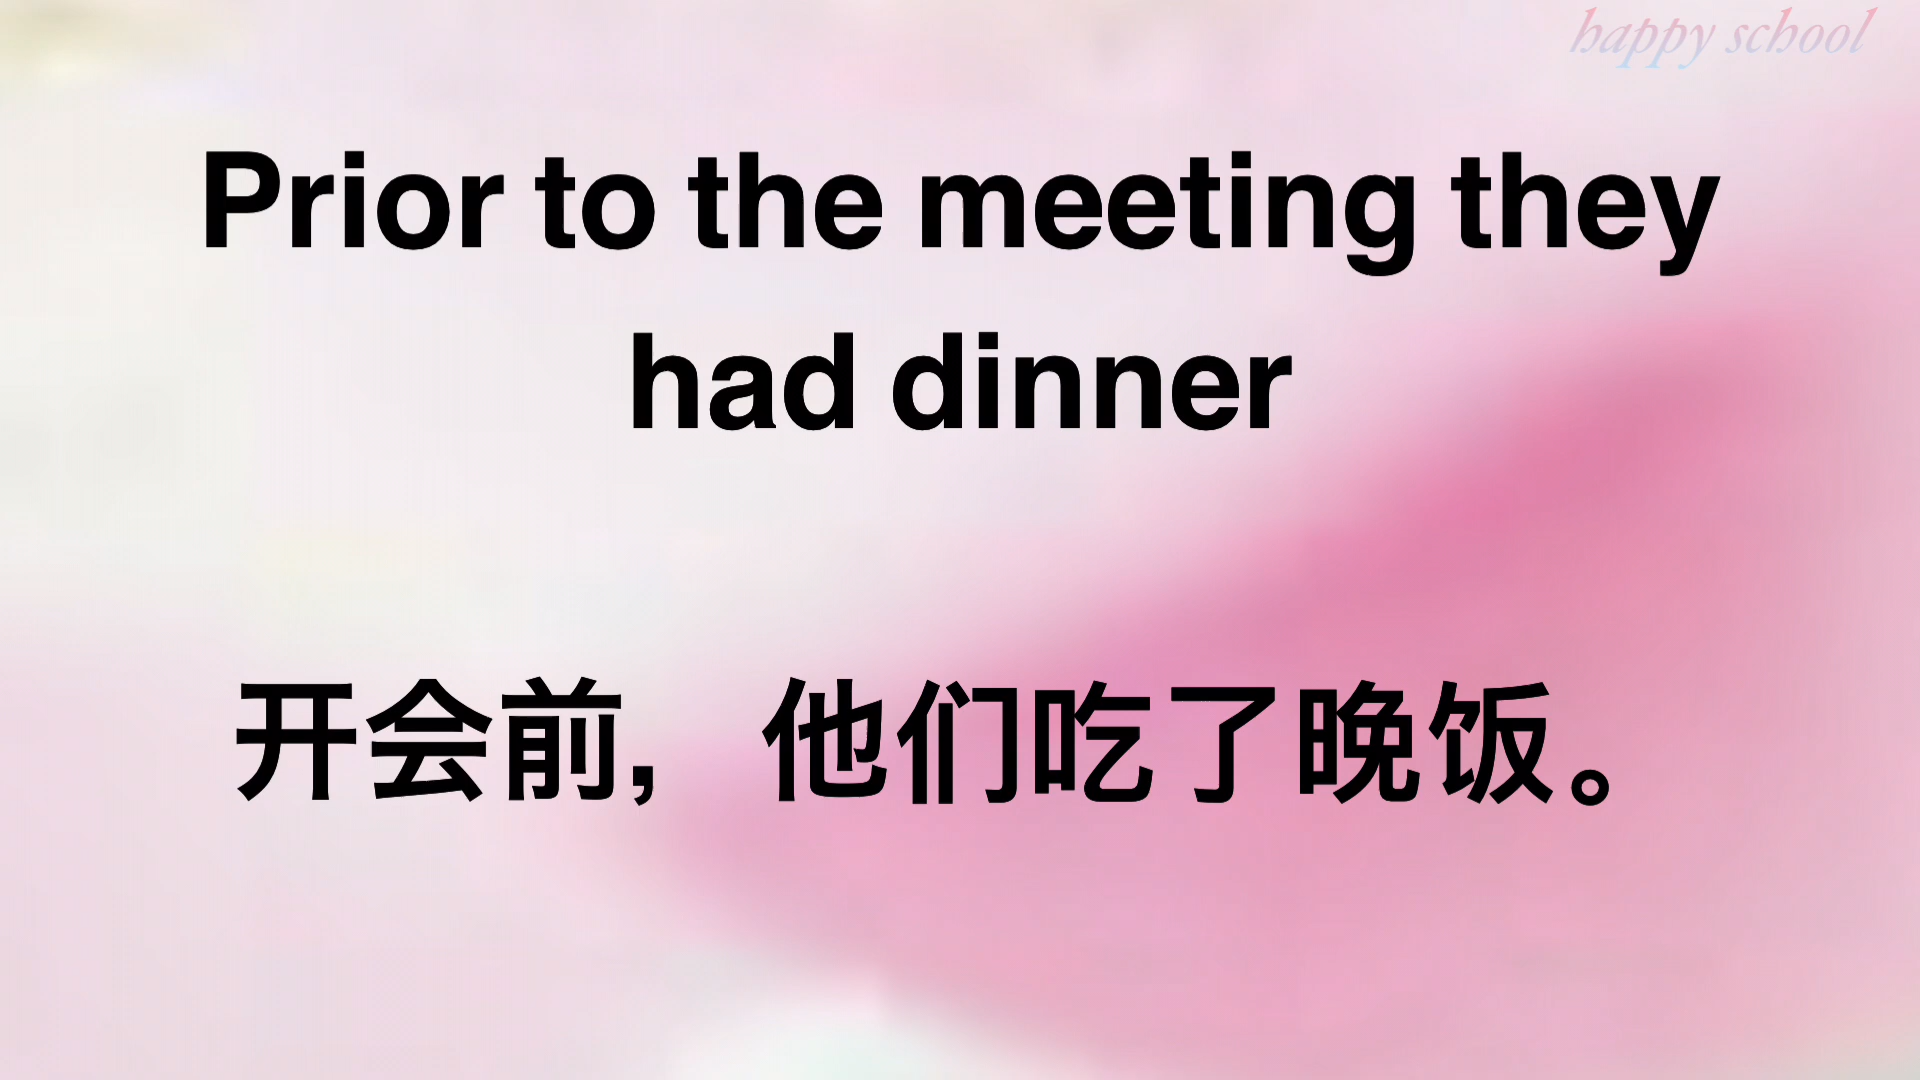 happy school
Prior to the meeting they
had dinner
开会前，他们吃了晚饭。